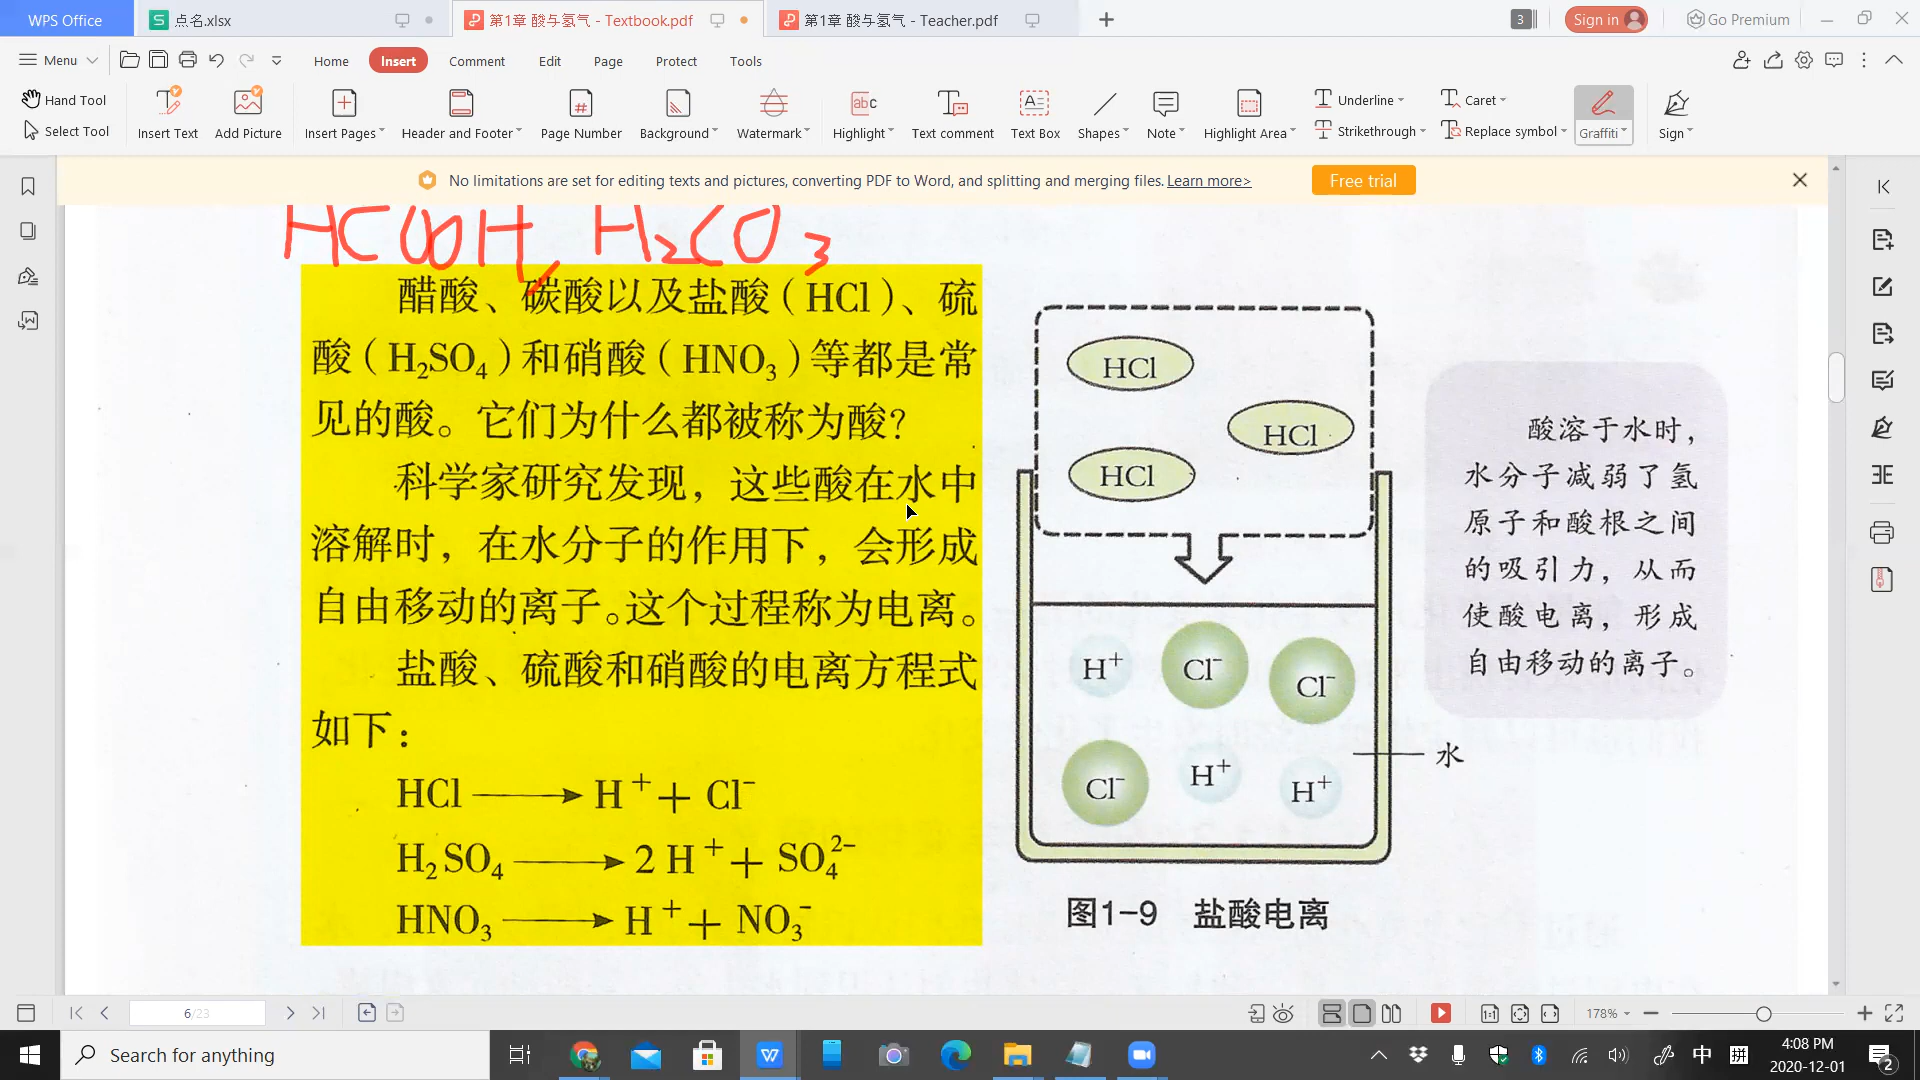 WPS Office
点名.xlsx
第1章 酸与氢气 - Textbook.pdf
第1章 酸与氢气 - Teacher.pdf
3
Sign in
Go Premium
Menu
Home
Insert
Comment
Edit
Page
Protect
Tools
Hand Tool
Select Tool
Insert Text
Add Picture
Insert Pages
Header and Footer
Page Number
Background
Watermark
Highlight
Text comment
Text Box
Shapes
Note
Highlight Area
Underline
Strikethrough
Caret
Replace symbol
Graffiti
Sign
No limitations are set for editing texts and pictures, converting PDF to Word, and splitting and merging files. Learn more>
Free trial
HCOOH, H₂CO₃
醋酸、碳酸以及盐酸(HCl)、硫
酸(H₂SO₄)和硝酸(HNO₃)等都是常
见的酸。它们为什么都被称为酸?
科学家研究发现,这些酸在水中
溶解时,在水分子的作用下,会形成
自由移动的离子。这个过程称为电离。
盐酸、硫酸和硝酸的电离方程式
如下:
HCl ⟶ H⁺ + Cl⁻
H₂SO₄ ⟶ 2 H⁺ + SO₄²⁻
HNO₃ ⟶ H⁺ + NO₃⁻
HCl
HCl
HCl
H⁺
Cl⁻
Cl⁻
Cl⁻
H⁺
H⁺
水
图1-9 盐酸电离
酸溶于水时,
水分子减弱了氢
原子和酸根之间
的吸引力,从而
使酸电离,形成
自由移动的离子。
6/23
178%
Search for anything
中
拼
4:08 PM
2020-12-01
2